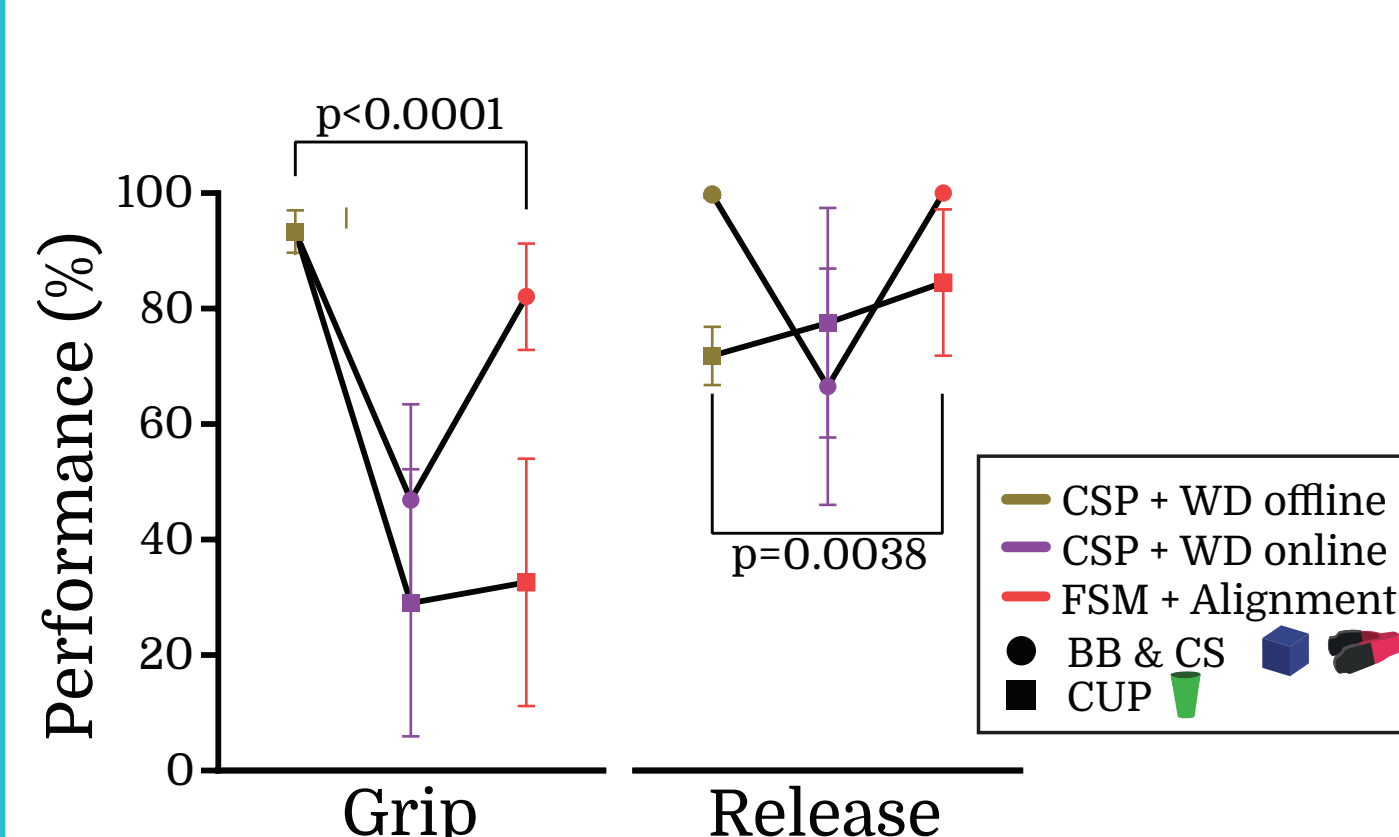 p<0.0001
100
80
60
40
20
0
Performance (%)
p=0.0038
CSP + WD offline
CSP + WD online
FSM + Alignment
BB & CS
CUP
Grip
Release